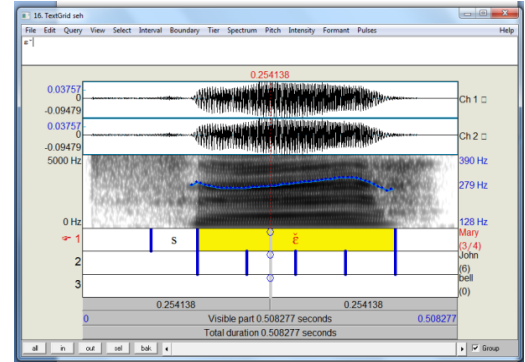 16. TextGrid seh
File Edit Query View Select Interval Boundary Tier Spectrum Pitch Intensity Formant Pulses Help
0.254138
0.03757
0
-0.09479
Ch 1
0.03757
0
-0.09479
Ch 2
5000 Hz
390 Hz
279 Hz
0 Hz
128 Hz
1 s ɛ̌ Mary
(3/4)
2 John
(6)
3 bell
(0)
0.254138 0.254138
0 Visible part 0.508277 seconds 0.508277
Total duration 0.508277 seconds
all in out sel bak Group